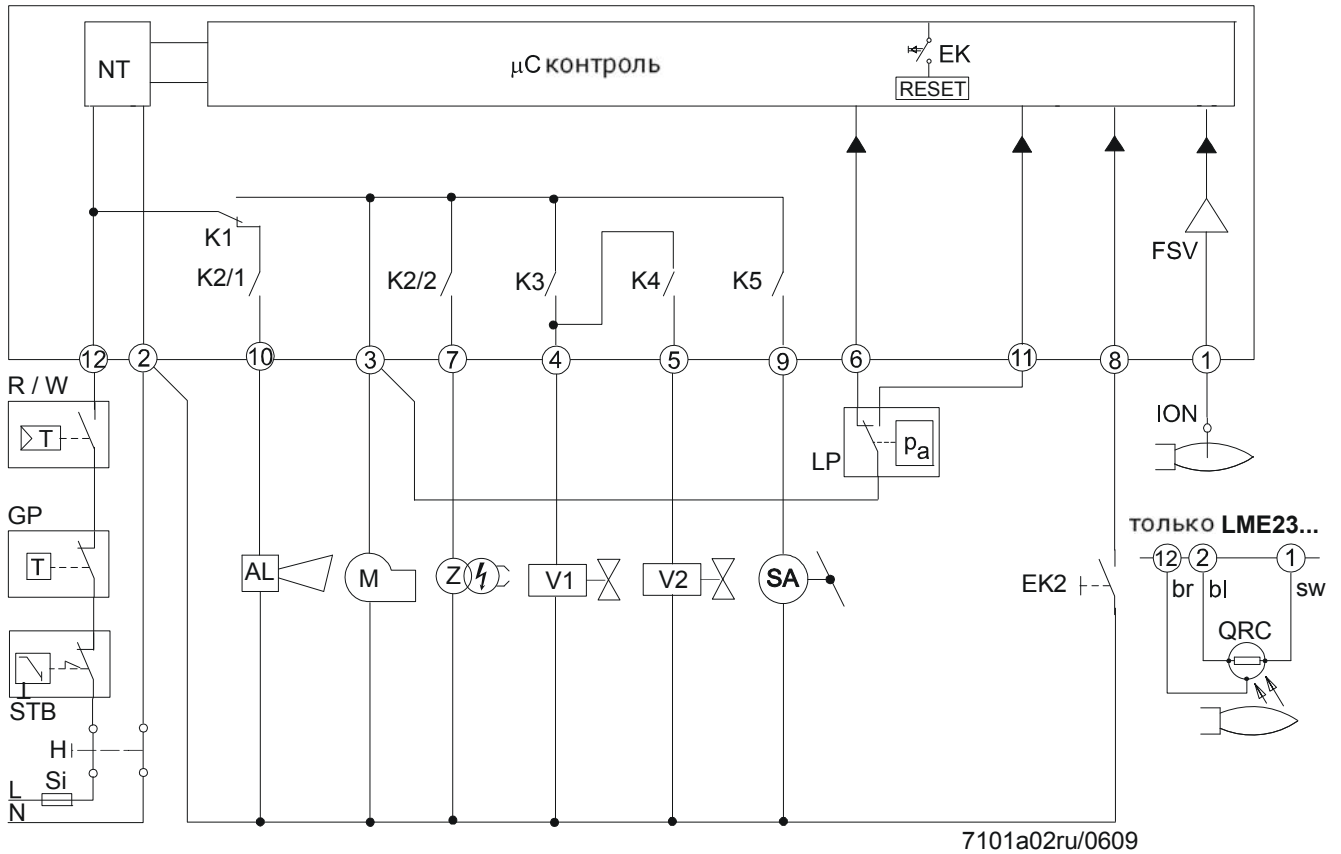 NT
μC контроль
EK
RESET
K1
K2/1
K2/2
K3
K4
K5
FSV
12
2
10
3
7
4
5
9
6
11
8
1
R / W
T
LP
pa
ION
GP
T
только LME23...
12
2
1
br
bl
sw
QRC
AL
M
Z
V1
V2
SA
EK2
STB
H
Si
L
N
7101a02ru/0609